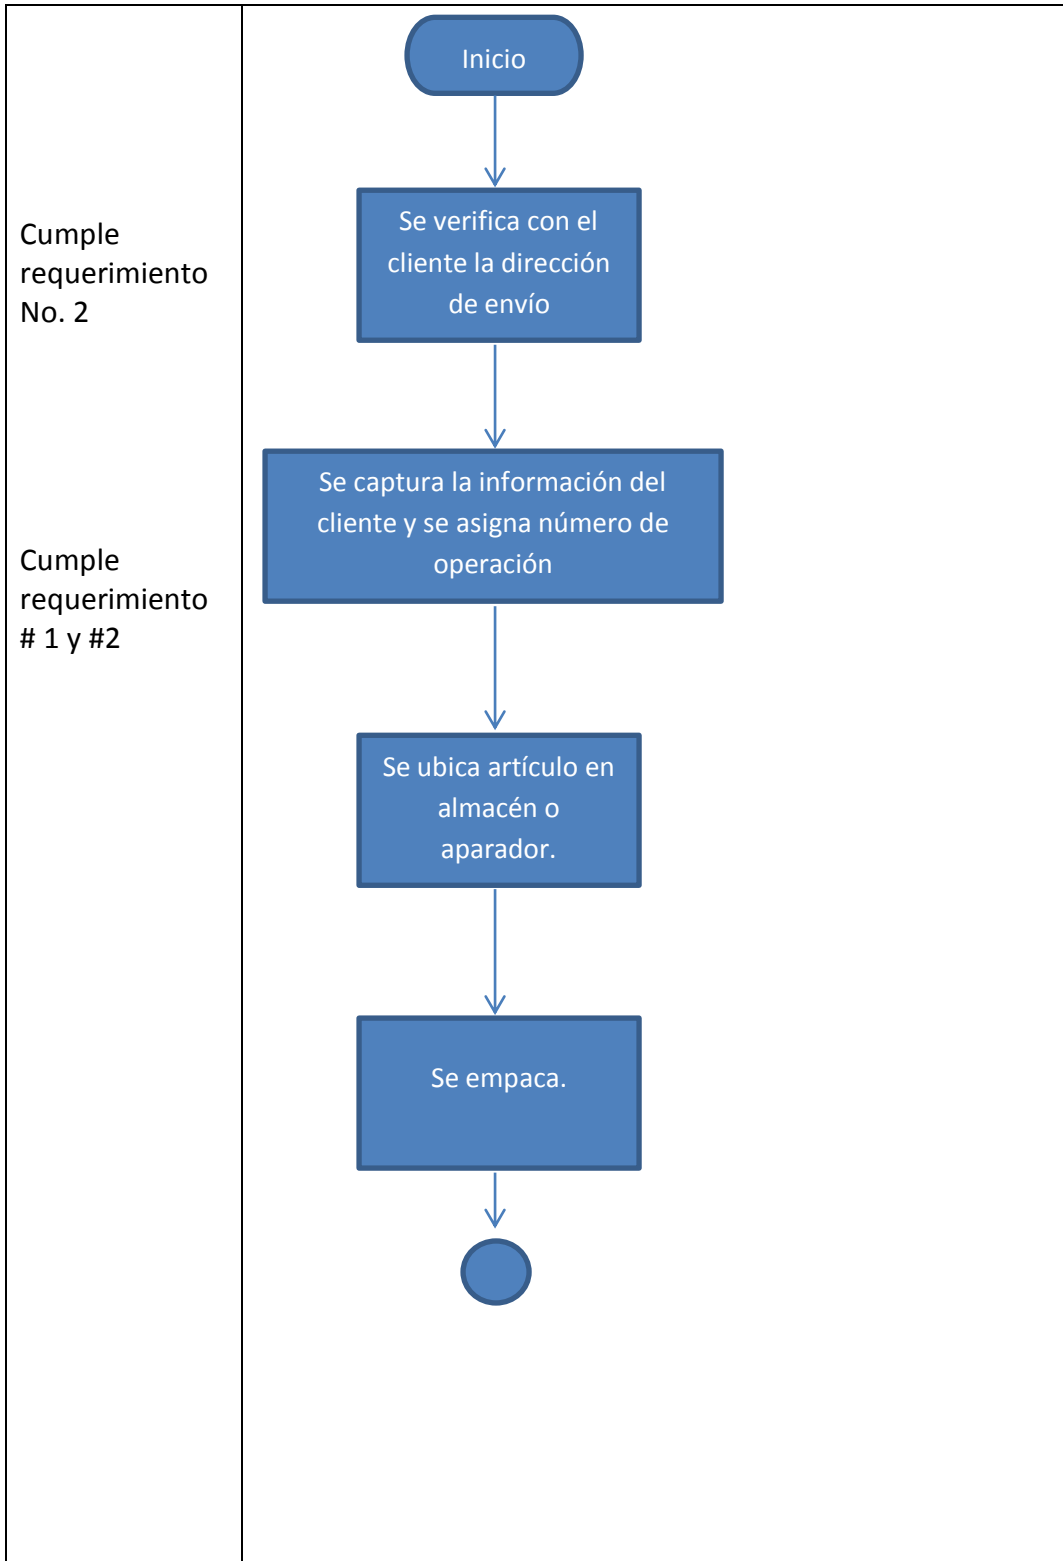 Inicio
Cumple
requerimiento
No. 2
Se verifica con el
cliente la dirección
de envío
Cumple
requerimiento
# 1 y #2
Se captura la información del
cliente y se asigna número de
operación
Se ubica artículo en
almacén o
aparador.
Se empaca.